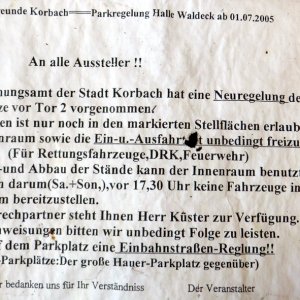 eunde Korbach=====Parkregelung Halle Waldeck ab 01.07.2005
An alle Aussteller !!
nungsamt der Stadt Korbach hat eine Neuregelung de
ze vor Tor 2 vorgenommen
en ist nur noch in den markierten Stellflächen erlaub
enraum sowie die Ein-u.-Ausfahrt unbedingt freizu
(Für Rettungsfahrzeuge,DRK,Feuerwehr)
-und Abbau der Stände kann der Innenraum benutz
n darum(Sa.+Son,),vor 17,30 Uhr keine Fahrzeuge in
m bereitzustellen.
rechpartner steht Ihnen Herr Küster zur Verfügung.
nweisungen bitten wir unbedingt Folge zu leisten.
f dem Parkplatz eine Einbahnstraßen-Reglung!!
-Parkplätze:Der große Hauer-Parkplatz gegenüber)
r bedanken uns für Ihr Verständniss Der Veranstalter